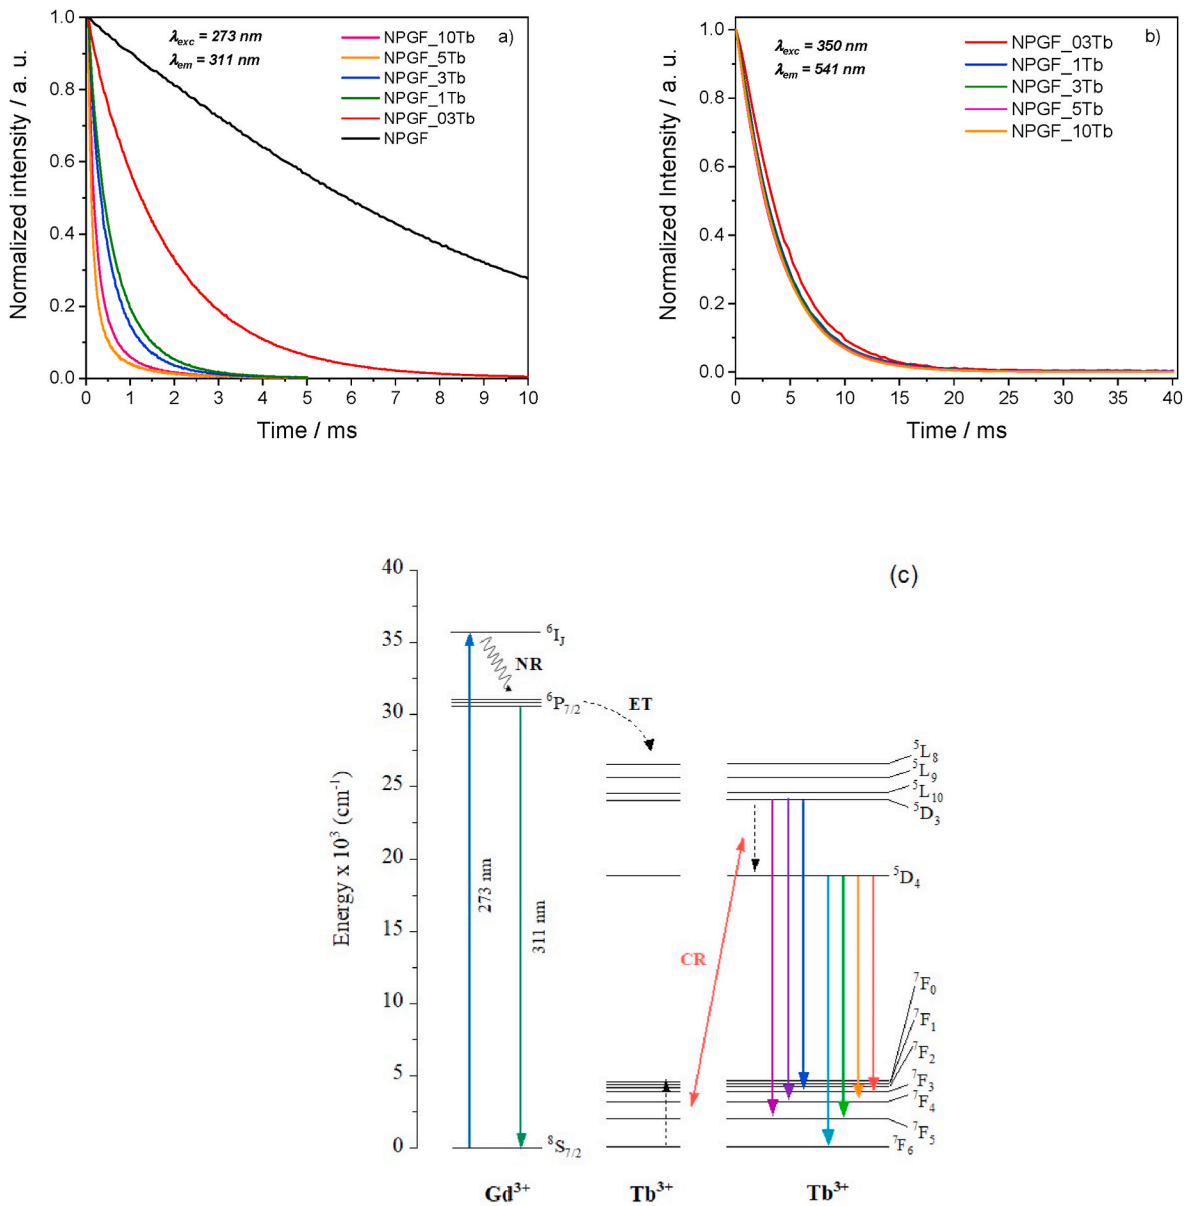 a)
λexc = 273 nm
λem = 311 nm
NPGF_10Tb
NPGF_5Tb
NPGF_3Tb
NPGF_1Tb
NPGF_03Tb
NPGF
Normalized intensity / a. u.
1.0
0.8
0.6
0.4
0.2
0.0
0 1 2 3 4 5 6 7 8 9 10
Time / ms
b)
λexc = 350 nm
λem = 541 nm
NPGF_03Tb
NPGF_1Tb
NPGF_3Tb
NPGF_5Tb
NPGF_10Tb
Normalized Intensity / a. u.
1.0
0.8
0.6
0.4
0.2
0.0
0 5 10 15 20 25 30 35 40
Time / ms
(c)
Energy x 10³ (cm⁻¹)
40
35
30
25
20
15
10
5
0
⁶I_J
NR
⁶P₇/₂
ET
273 nm
311 nm
⁸S₇/₂
CR
⁵L₈
⁵L₉
⁵L₁₀
⁵D₃
⁵D₄
⁷F₀
⁷F₁
⁷F₂
⁷F₃
⁷F₄
⁷F₅
⁷F₆
Gd³⁺ Tb³⁺ Tb³⁺